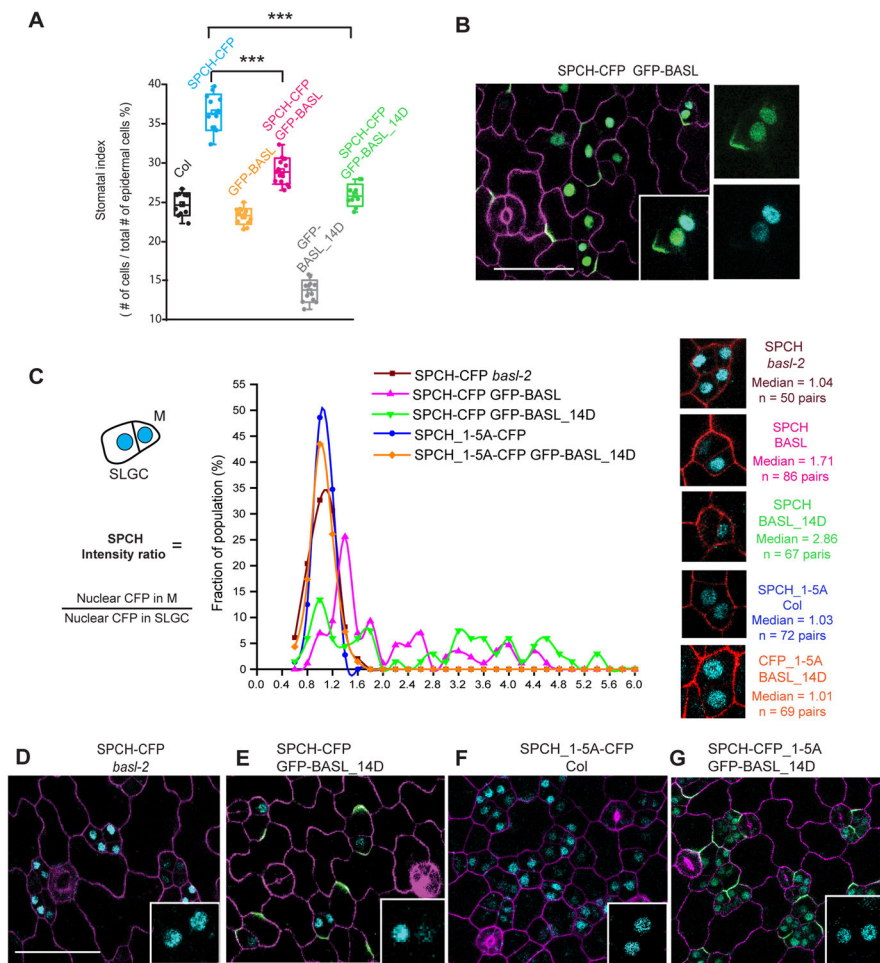 A
***
***
SPCH-CFP
SPCH-CFP
GFP-BASL
SPCH-CFP
GFP-BASL_14D
Col
GFP-BASL
GFP-
BASL_14D
Stomatal index
( # of cells / total # of epidermal cells %)
40
35
30
25
20
15
10
B
SPCH-CFP GFP-BASL
C
M
SLGC
SPCH
Intensity ratio =
Nuclear CFP in M
Nuclear CFP in SLGC
Fraction of population (%)
55
50
45
40
35
30
25
20
15
10
5
0
0.0 0.2 0.4 0.6 0.8 1.0 1.2 1.4 1.6 1.8 2.0 2.2 2.4 2.6 2.8 3.0 3.2 3.4 3.6 3.8 4.0 4.2 4.4 4.6 4.8 5.0 5.2 5.4 5.6 5.8 6.0
SPCH-CFP basl-2
SPCH-CFP GFP-BASL
SPCH-CFP GFP-BASL_14D
SPCH_1-5A-CFP
SPCH_1-5A-CFP GFP-BASL_14D
SPCH
basl-2
Median = 1.04
n = 50 pairs
SPCH
BASL
Median = 1.71
n = 86 pairs
SPCH
BASL_14D
Median = 2.86
n = 67 paris
SPCH_1-5A
Col
Median = 1.03
n = 72 pairs
CFP_1-5A
BASL_14D
Median = 1.01
n = 69 pairs
D
SPCH-CFP
basl-2
E
SPCH-CFP
GFP-BASL_14D
F
SPCH_1-5A-CFP
Col
G
SPCH-CFP_1-5A
GFP-BASL_14D